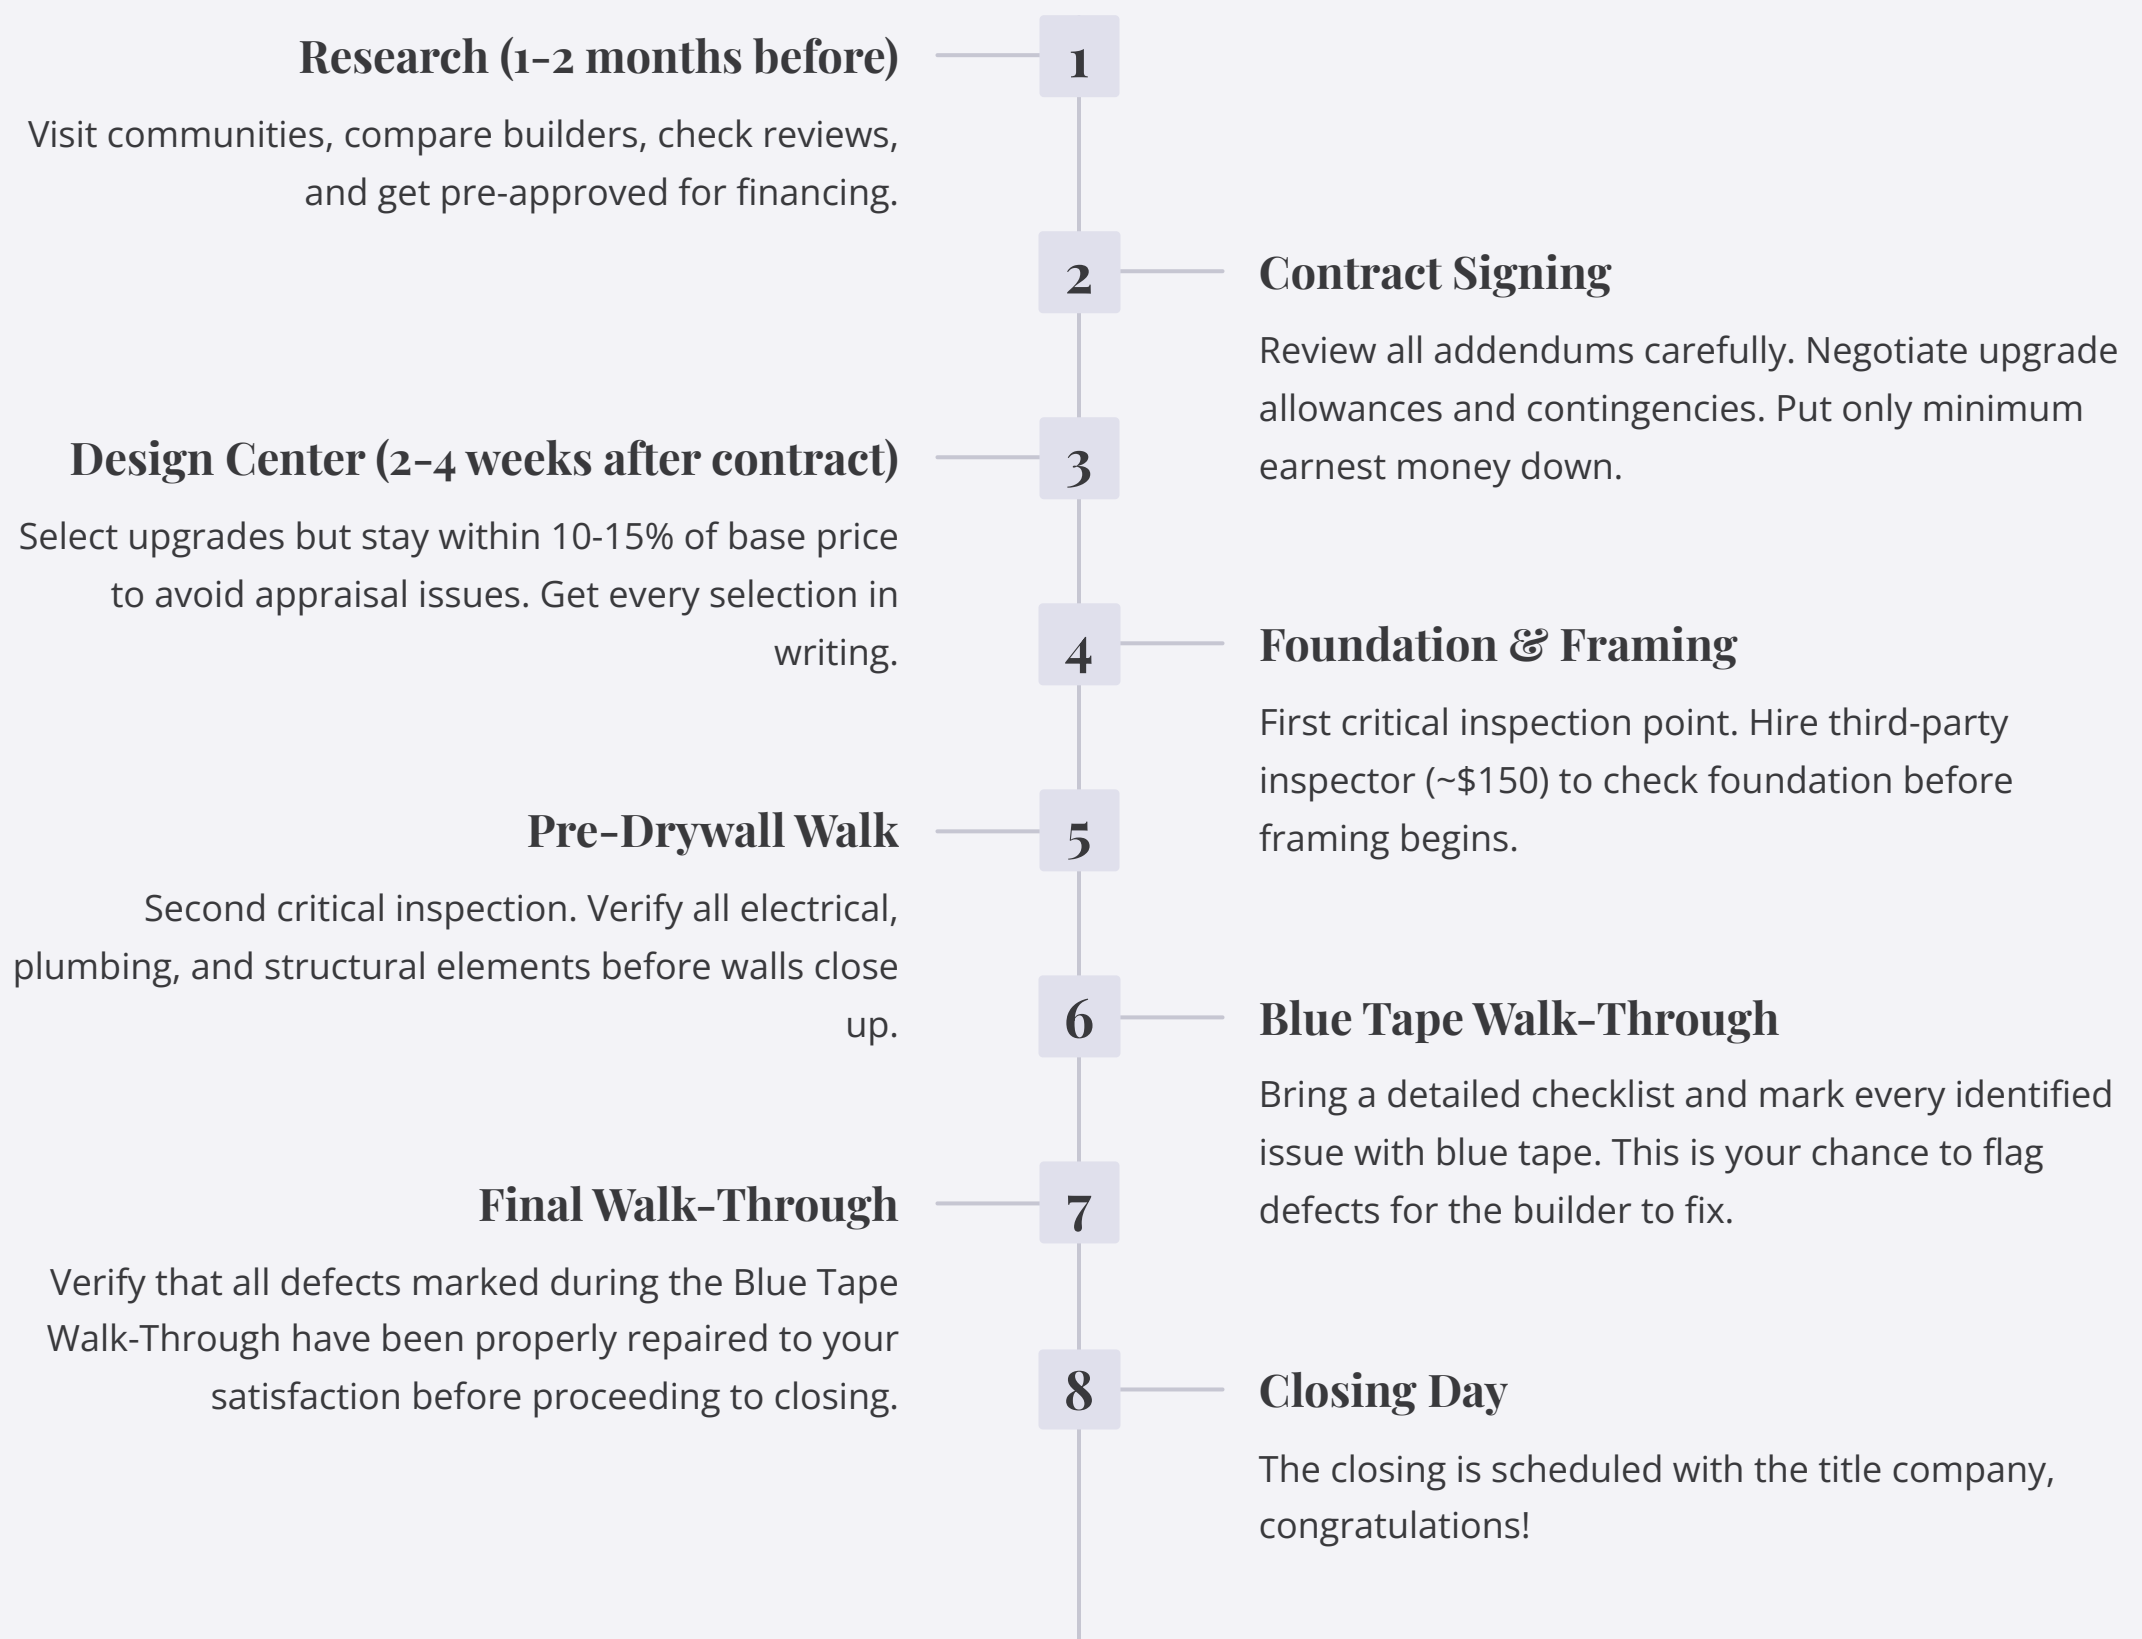 Research (1-2 months before)
1
Visit communities, compare builders, check reviews,
and get pre-approved for financing.
2
Contract Signing
Review all addendums carefully. Negotiate upgrade
allowances and contingencies. Put only minimum
earnest money down.
Design Center (2-4 weeks after contract)
3
Select upgrades but stay within 10-15% of base price
to avoid appraisal issues. Get every selection in
writing.
4
Foundation & Framing
First critical inspection point. Hire third-party
inspector (~$150) to check foundation before
framing begins.
Pre-Drywall Walk
5
Second critical inspection. Verify all electrical,
plumbing, and structural elements before walls close
up.
6
Blue Tape Walk-Through
Bring a detailed checklist and mark every identified
issue with blue tape. This is your chance to flag
defects for the builder to fix.
Final Walk-Through
7
Verify that all defects marked during the Blue Tape
Walk-Through have been properly repaired to your
satisfaction before proceeding to closing.
8
Closing Day
The closing is scheduled with the title company,
congratulations!